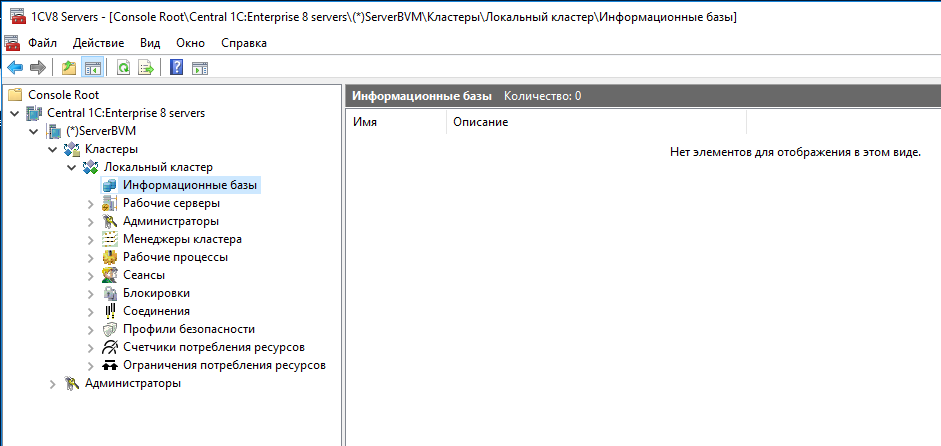 1CV8 Servers - [Console Root\Central 1C:Enterprise 8 servers\(*)ServerBVM\Кластеры\Локальный кластер\Информационные базы]
Файл Действие Вид Окно Справка
Console Root
Central 1C:Enterprise 8 servers
(*)ServerBVM
Кластеры
Локальный кластер
Информационные базы
Рабочие серверы
Администраторы
Менеджеры кластера
Рабочие процессы
Сеансы
Блокировки
Соединения
Профили безопасности
Счетчики потребления ресурсов
Ограничения потребления ресурсов
Администраторы
Информационные базы Количество: 0
Имя Описание
Нет элементов для отображения в этом виде.